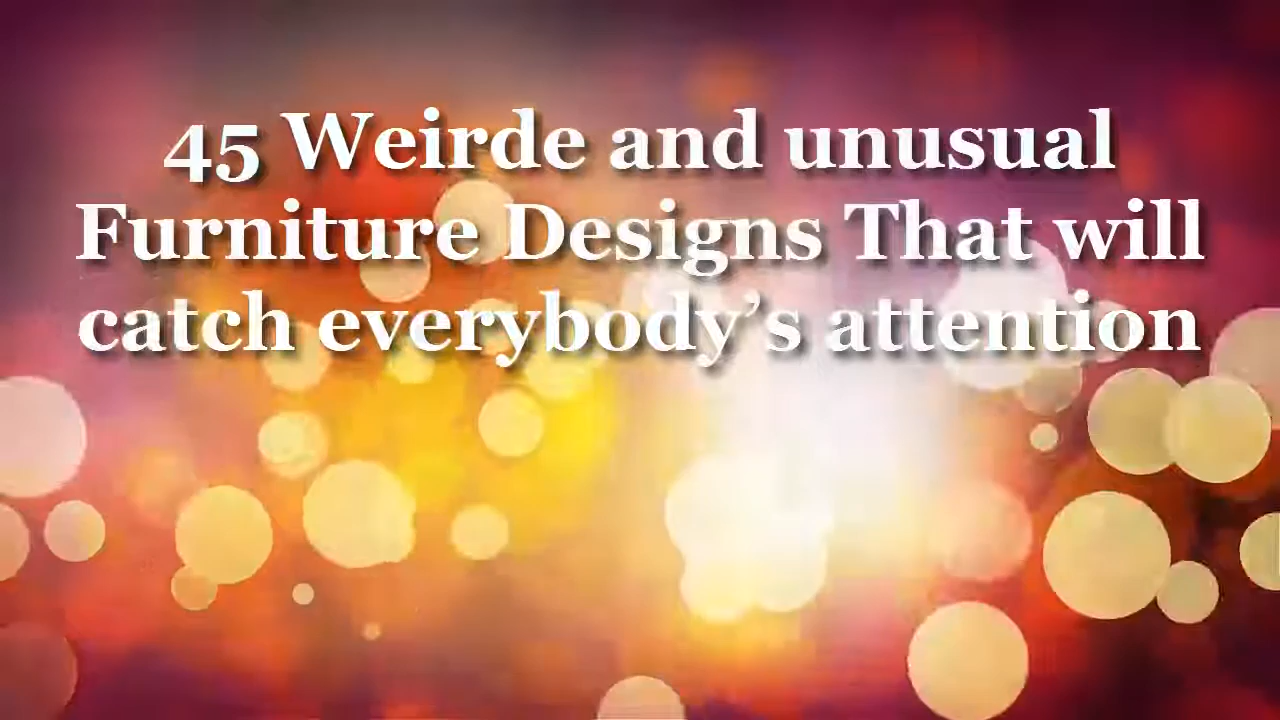 45 Weirde and unusual
Furniture Designs That will
catch everybody’s attention